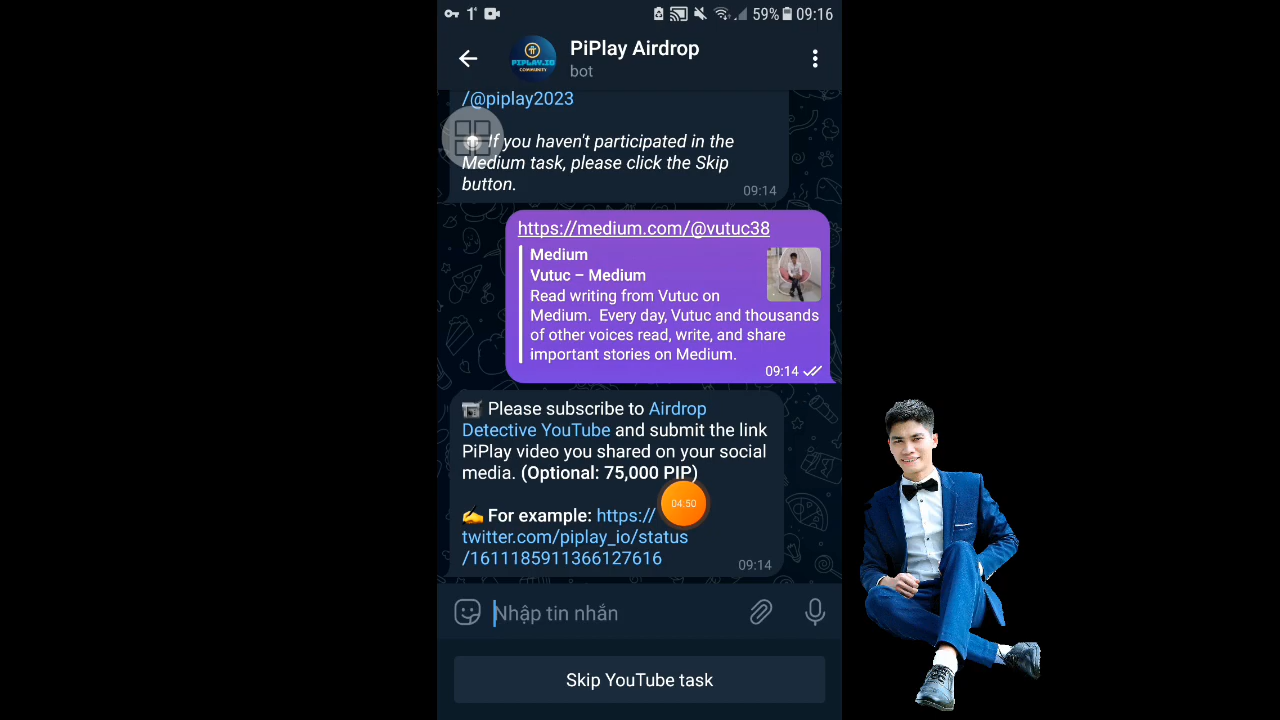 1* 59% 09:16
PiPlay Airdrop
PIPLAY.IO
COMMUNITY
bot
/@piplay2023
If you haven't participated in the
Medium task, please click the Skip
button.
09:14
https://medium.com/@vutuc38
Medium
Vutuc – Medium
Read writing from Vutuc on
Medium. Every day, Vutuc and thousands
of other voices read, write, and share
important stories on Medium.
09:14
Please subscribe to Airdrop
Detective YouTube and submit the link
PiPlay video you shared on your social
media. (Optional: 75,000 PIP)
04:50
For example: https://
twitter.com/piplay_io/status
/1611185911366127616
09:14
Nhập tin nhắn
Skip YouTube task